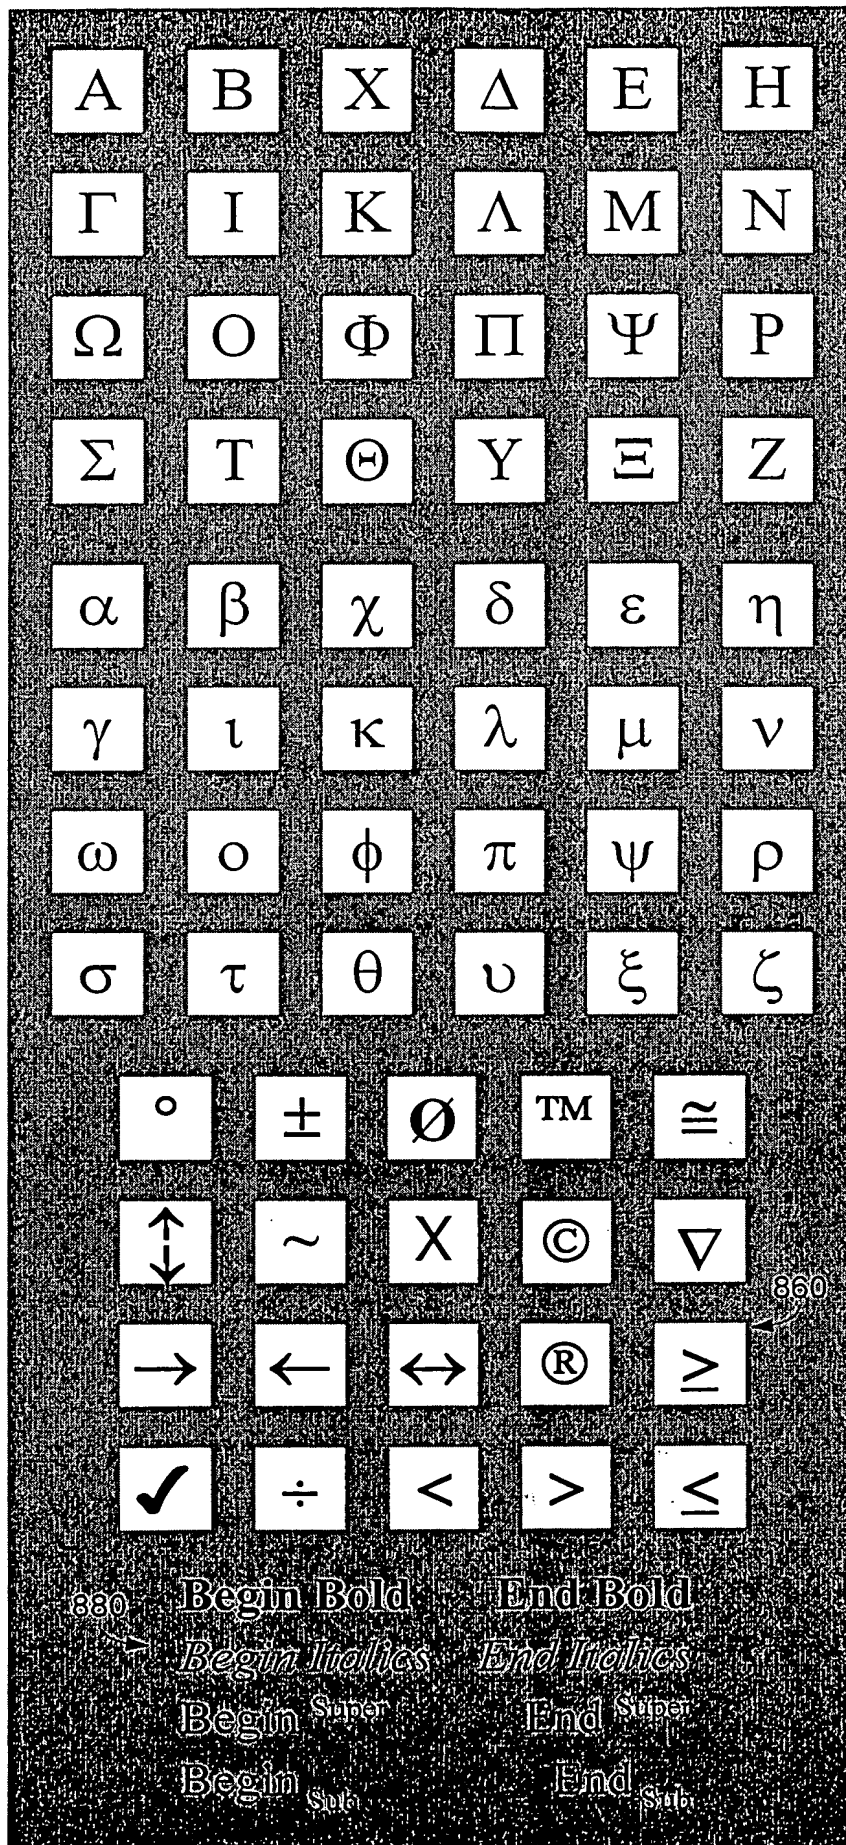 Α Β Χ Δ Ε Η
Γ Ι Κ Λ Μ Ν
Ω Ο Φ Π Ψ Ρ
Σ Τ Θ Υ Ξ Ζ
α β χ δ ε η
γ ι κ λ μ ν
ω ο φ π ψ ρ
σ τ θ υ ξ ζ
° ± Ø ™ ≅
↕ ~ X © ∇
860
→ ← ↔ ® ≥
✓ ÷ < > ≤
880 Begin Bold End Bold
Begin Italics End Italics
Begin Super End Super
Begin Sub End Sub